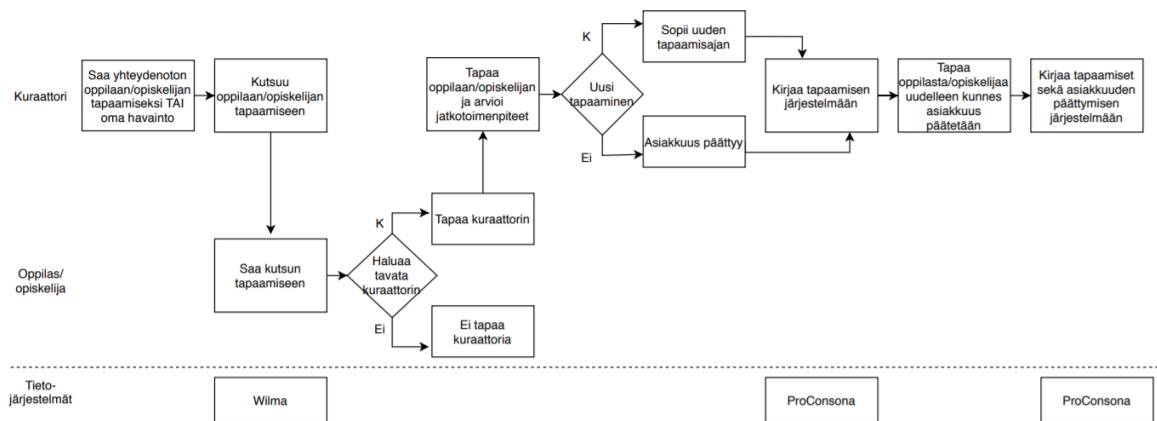 Kuraattori
Saa yhteydenoton
oppilaan/opiskelijan
tapaamiseksi TAI
oma havainto
Kutsuu
oppilaan/opiskelijan
tapaamiseen
Tapaa
oppilaan/opiskelijan
ja arvioi
jatkotoimenpiteet
K
Uusi
tapaaminen
Ei
Sopii uuden
tapaamisajan
Asiakkuus päättyy
Kirjaa tapaamisen
järjestelmään
Tapaa
oppilasta/opiskelijaa
uudelleen kunnes
asiakkuus
päätetään
Kirjaa tapaamiset
sekä asiakkuuden
päättymisen
järjestelmään
Oppilas/
opiskelija
Saa kutsun
tapaamiseen
K
Haluaa
tavata
kuraattorin
Ei
Tapaa kuraattorin
Ei tapaa
kuraattoria
Tieto-
järjestelmät
Wilma
ProConsona
ProConsona